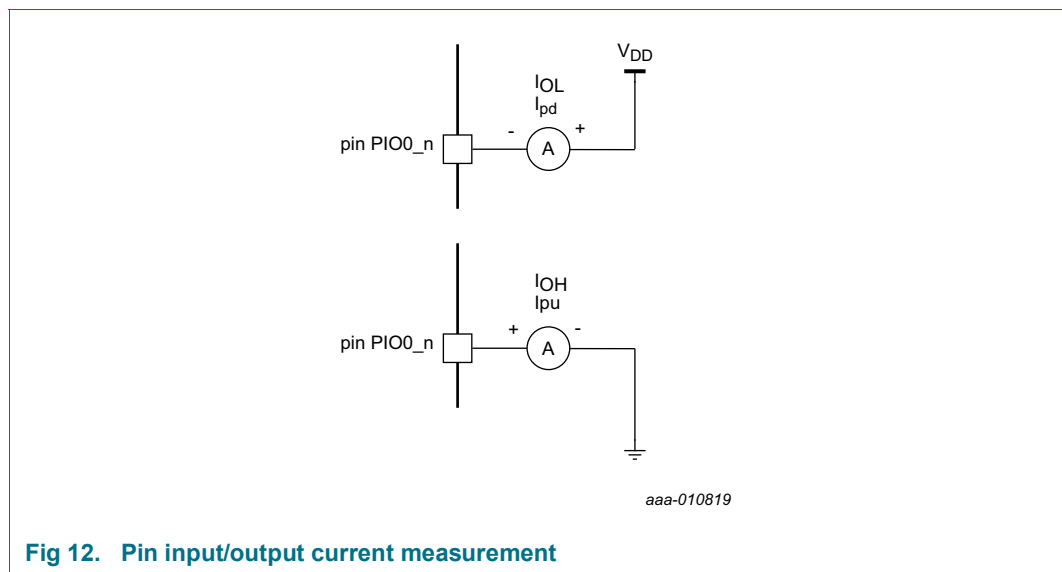 VDD
IOL
Ipd
- +
pin PIO0_n
A
IOH
Ipu
+ -
pin PIO0_n
A
aaa-010819
Fig 12. Pin input/output current measurement